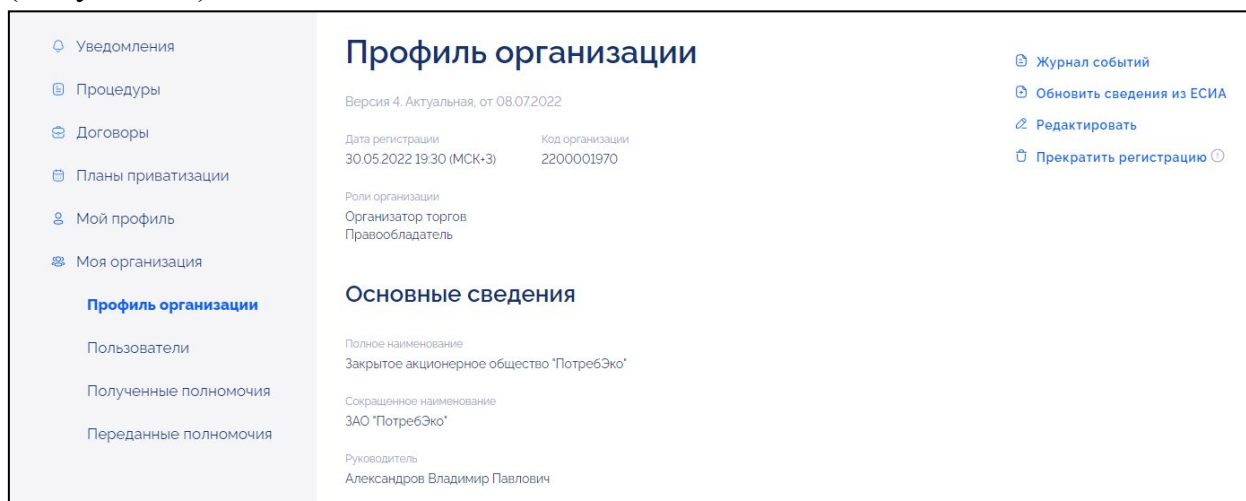 Уведомления
Процедуры
Договоры
Планы приватизации
Мой профиль
Моя организация
Профиль организации
Пользователи
Полученные полномочия
Переданные полномочия
Профиль организации
Версия 4. Актуальная, от 08.07.2022
Дата регистрации Код организации
30.05.2022 19:30 (МСК+3) 2200001970
Роли организации
Организатор торгов
Правообладатель
Основные сведения
Полное наименование
Закрытое акционерное общество "ПотребЭко"
Сокращенное наименование
ЗАО "ПотребЭко"
Руководитель
Александров Владимир Павлович
Журнал событий
Обновить сведения из ЕСИА
Редактировать
Прекратить регистрацию